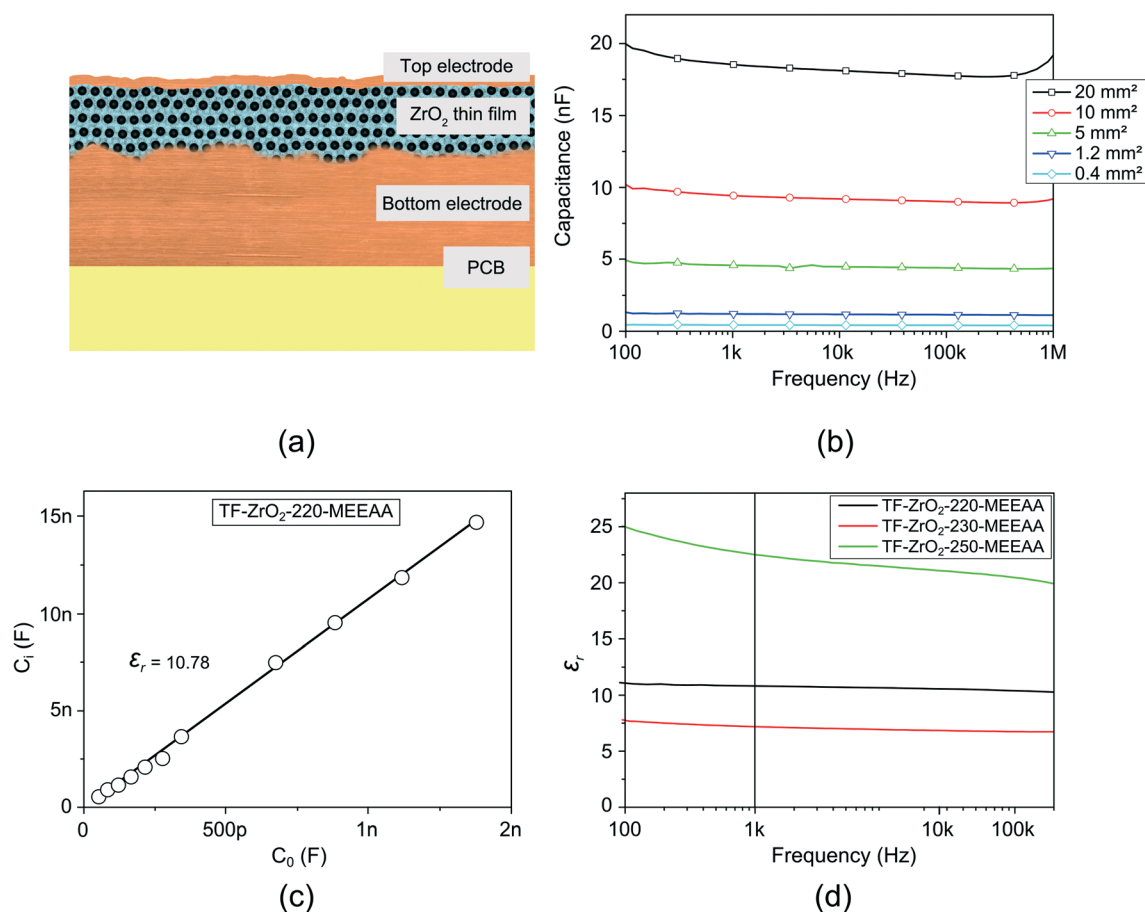 Top electrode
ZrO₂ thin film
Bottom electrode
PCB
(a)
20
15
10
5
0
Capacitance (nF)
100
1k
10k
100k
1M
Frequency (Hz)
20 mm²
10 mm²
5 mm²
1.2 mm²
0.4 mm²
(b)
15n
10n
5n
0
Cᵢ (F)
TF-ZrO₂-220-MEEAA
εᵣ = 10.78
0
500p
1n
2n
C₀ (F)
(c)
25
20
15
10
5
0
εᵣ
TF-ZrO₂-220-MEEAA
TF-ZrO₂-230-MEEAA
TF-ZrO₂-250-MEEAA
100
1k
10k
100k
Frequency (Hz)
(d)